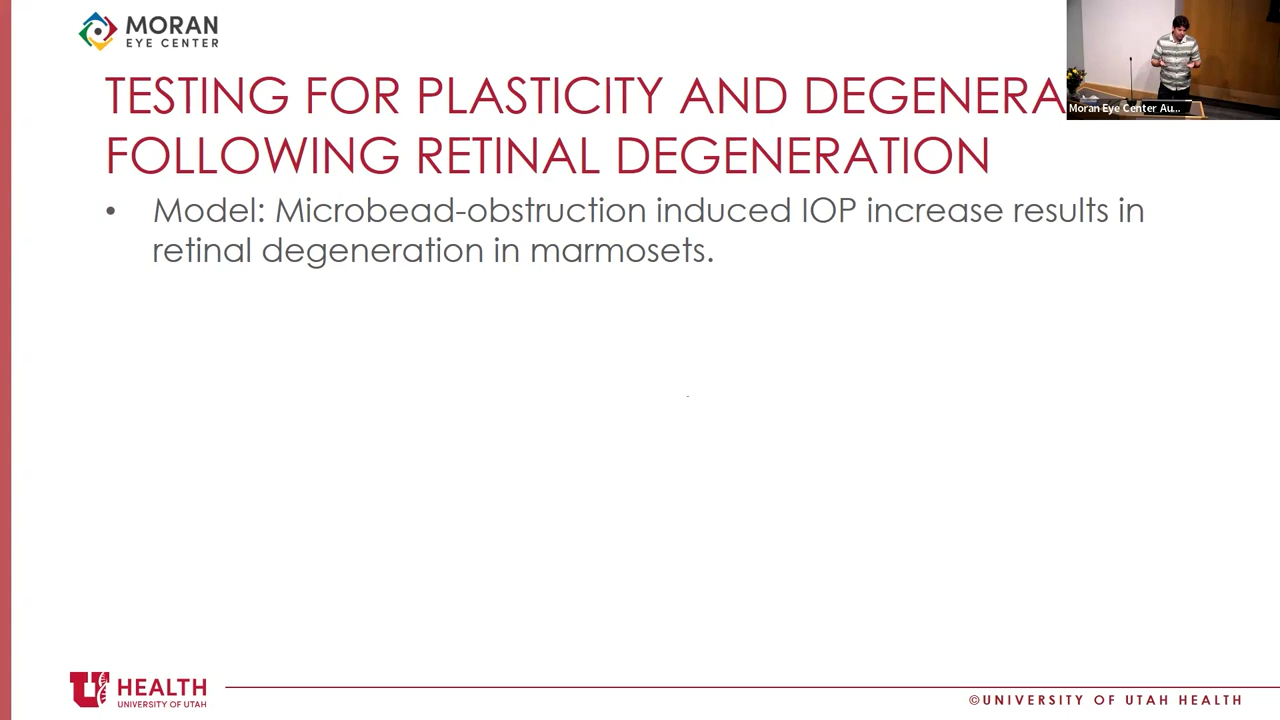 MORAN
EYE CENTER
TESTING FOR PLASTICITY AND DEGENERA
FOLLOWING RETINAL DEGENERATION
Moran Eye Center Au...
• Model: Microbead-obstruction induced IOP increase results in
retinal degeneration in marmosets.
U HEALTH
UNIVERSITY OF UTAH
©UNIVERSITY OF UTAH HEALTH